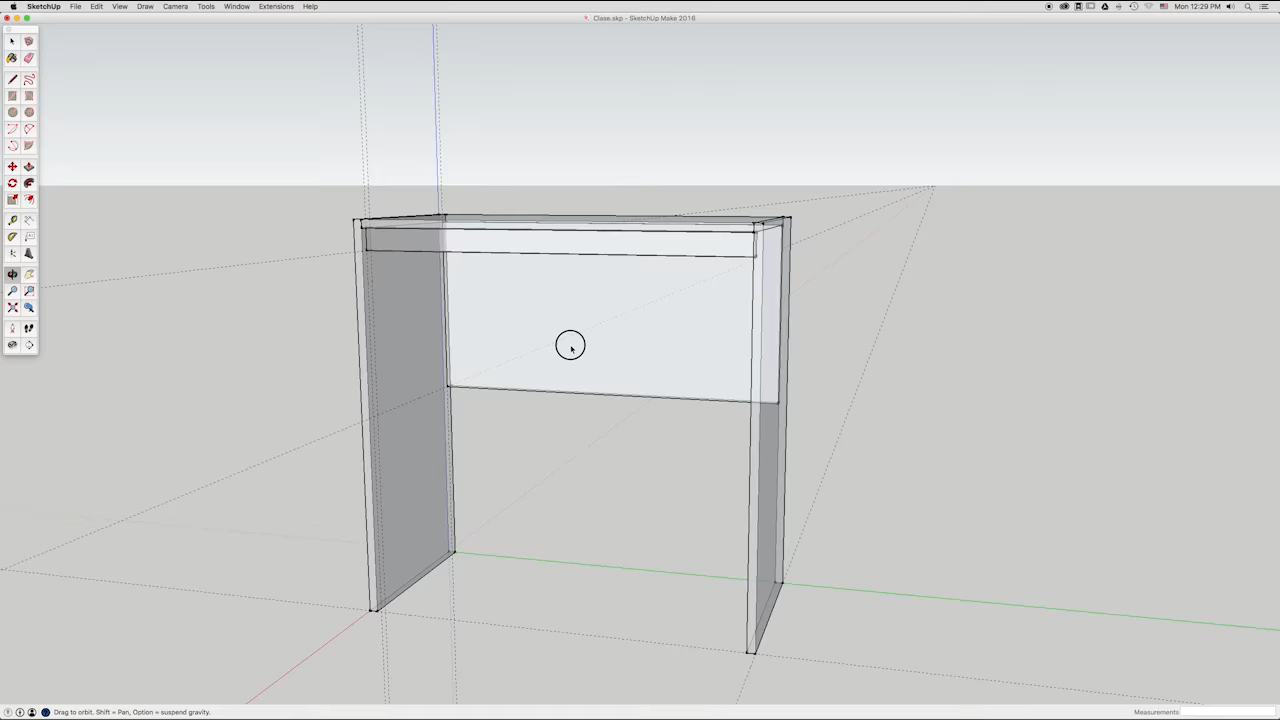 SketchUp File Edit View Draw Camera Tools Window Extensions Help Mon 12:29 PM
Clase.skp - SketchUp Make 2016
Drag to orbit. Shift = Pan, Option = suspend gravity. Measurements